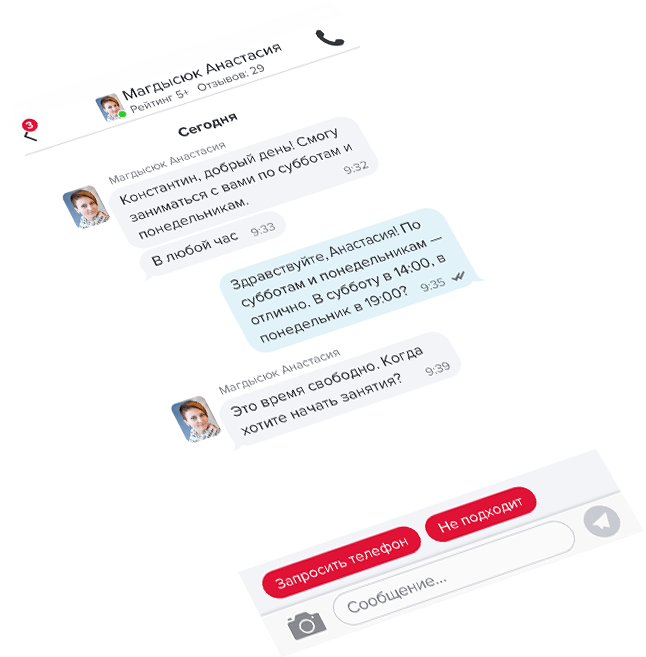 Магдысюк Анастасия
Рейтинг 5+ Отзывов: 29
3
Сегодня
Магдысюк Анастасия
Константин, добрый день! Смогу
заниматься с вами по субботам и
понедельникам.
9:32
В любой час 9:33
Здравствуйте, Анастасия! По
субботам и понедельникам —
отлично. В субботу в 14:00, в
понедельник в 19:00? 9:35
Магдысюк Анастасия
Это время свободно. Когда
хотите начать занятия? 9:39
Запросить телефон Не подходит
Сообщение...